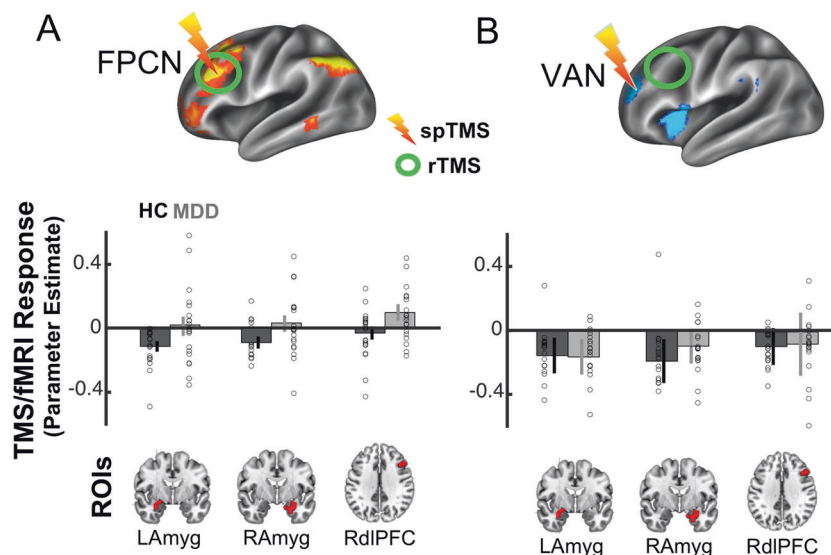 A
FPCN
B
VAN
spTMS
rTMS
HC MDD
TMS/fMRI Response
(Parameter Estimate)
0.4
0
-0.4
0.4
0
-0.4
ROIs
LAmyg
RAmyg
RdlPFC
LAmyg
RAmyg
RdlPFC